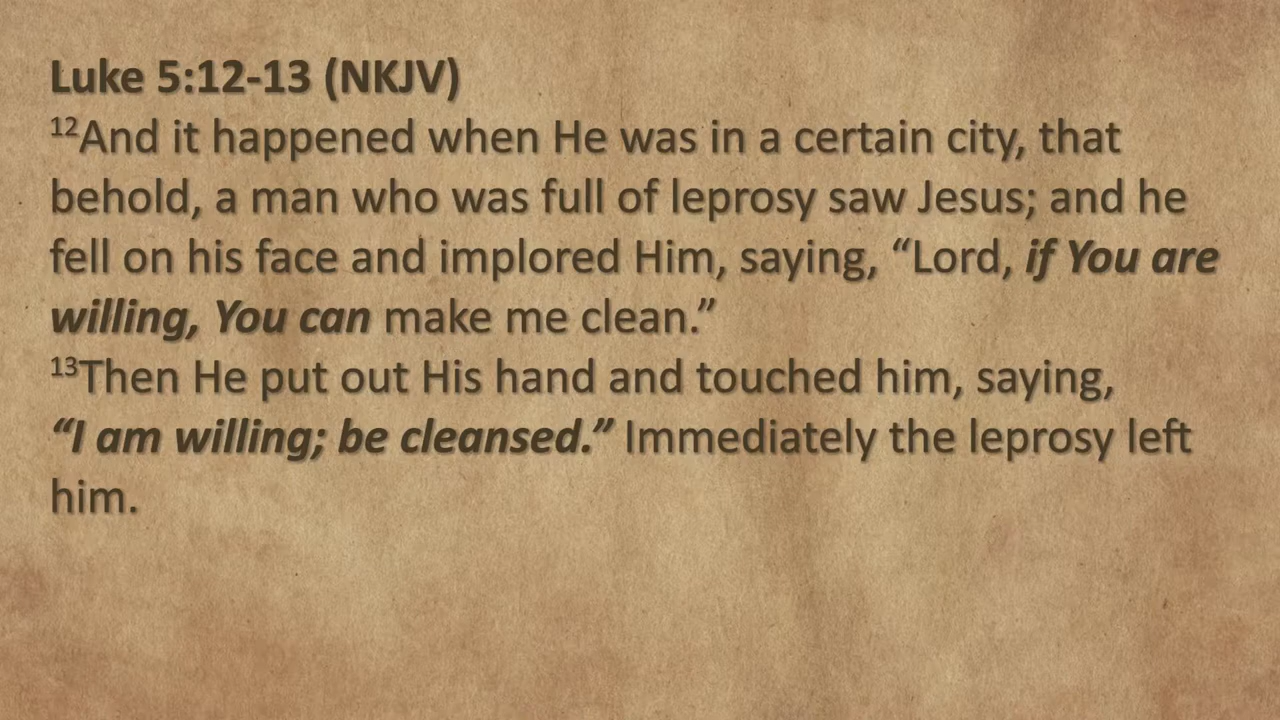 Luke 5:12-13 (NKJV)
12And it happened when He was in a certain city, that
behold, a man who was full of leprosy saw Jesus; and he
fell on his face and implored Him, saying, “Lord, if You are
willing, You can make me clean.”
13Then He put out His hand and touched him, saying,
“I am willing; be cleansed.” Immediately the leprosy left
him.